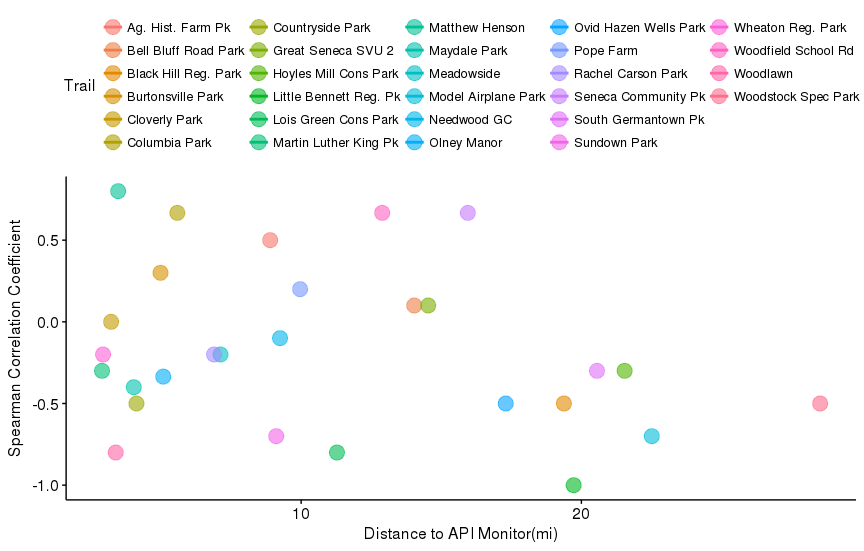 Trail
Ag. Hist. Farm Pk
Bell Bluff Road Park
Black Hill Reg. Park
Burtonsville Park
Cloverly Park
Columbia Park
Countryside Park
Great Seneca SVU 2
Hoyles Mill Cons Park
Little Bennett Reg. Pk
Lois Green Cons Park
Martin Luther King Pk
Matthew Henson
Maydale Park
Meadowside
Model Airplane Park
Needwood GC
Olney Manor
Ovid Hazen Wells Park
Pope Farm
Rachel Carson Park
Seneca Community Pk
South Germantown Pk
Sundown Park
Wheaton Reg. Park
Woodfield School Rd
Woodlawn
Woodstock Spec Park
Spearman Correlation Coefficient
0.5
0.0
-0.5
-1.0
10
20
Distance to API Monitor(mi)